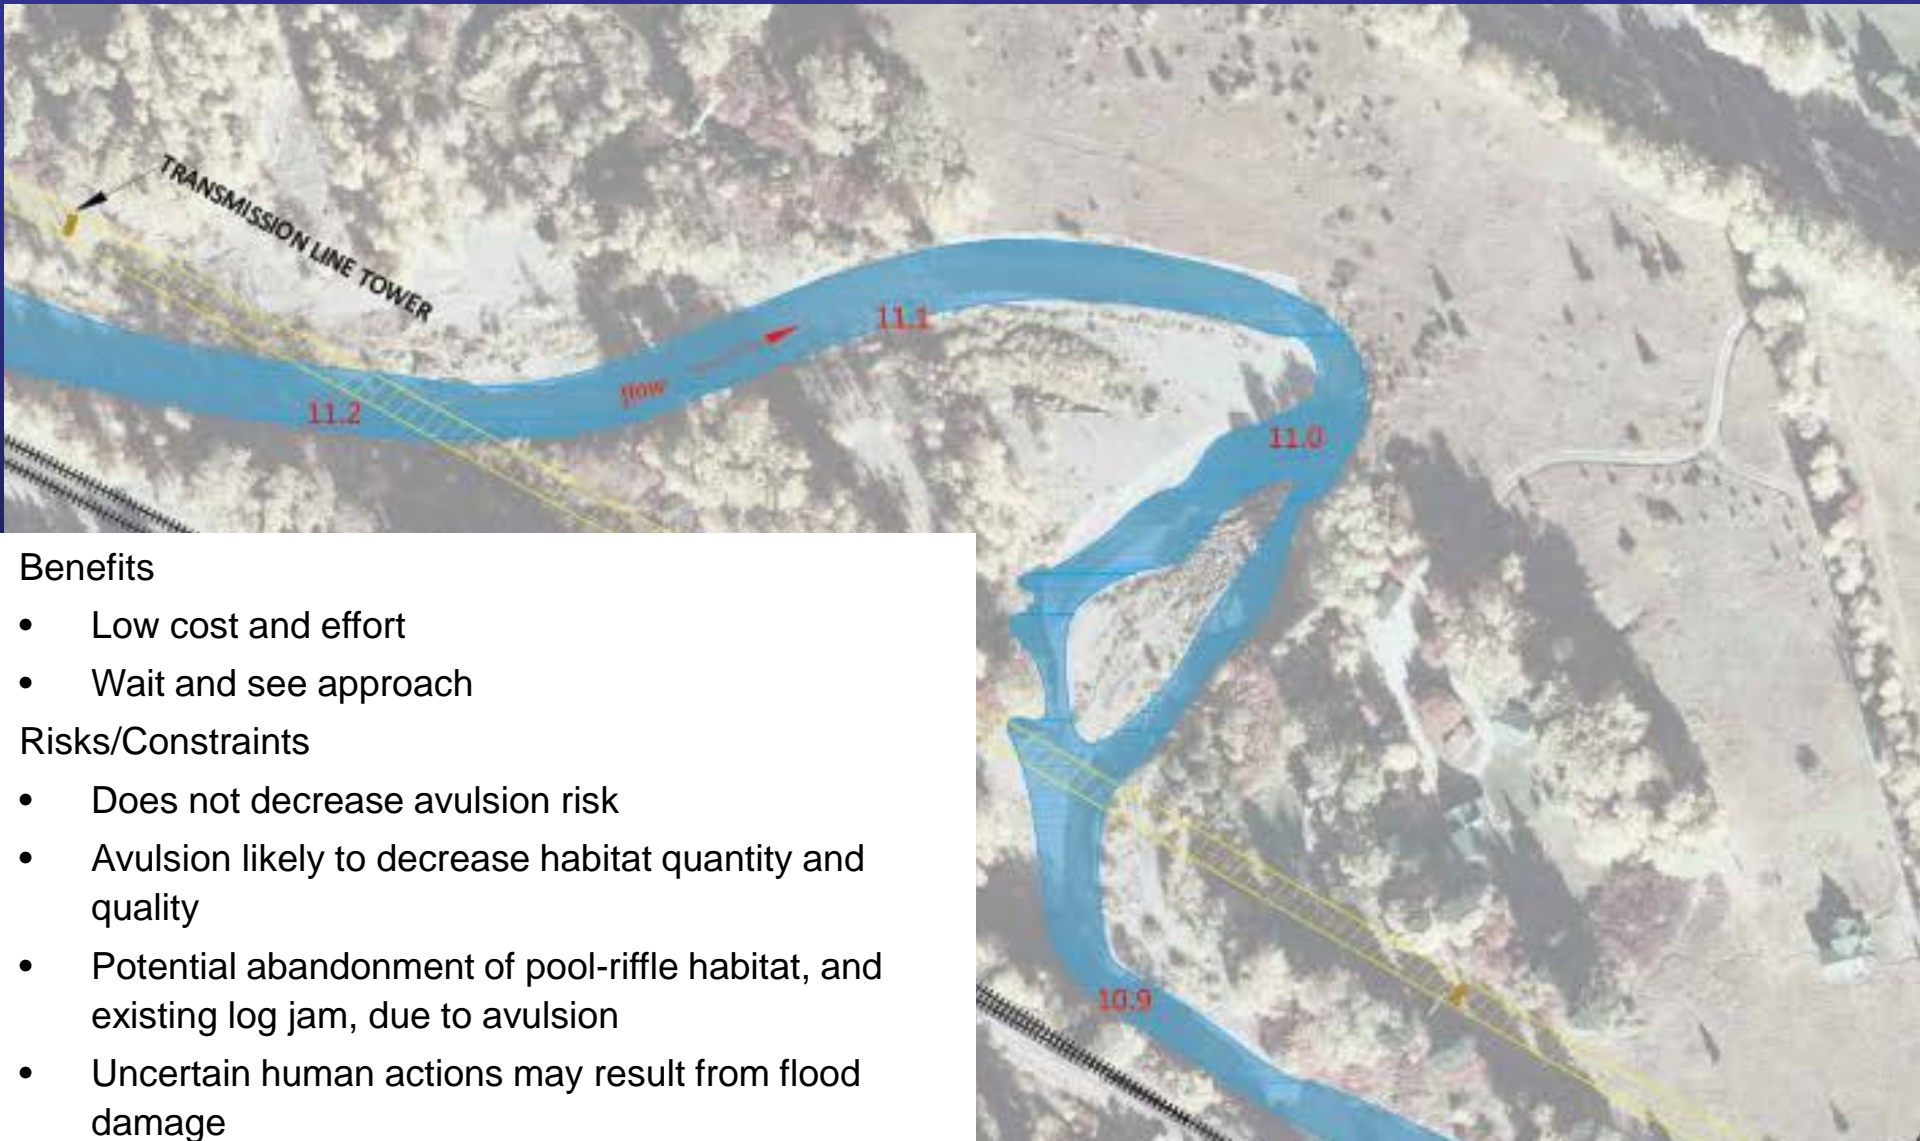 TRANSMISSION LINE TOWER
11.1
flow
11.2
11.0
Benefits
• Low cost and effort
• Wait and see approach
Risks/Constraints
• Does not decrease avulsion risk
• Avulsion likely to decrease habitat quantity and
quality
• Potential abandonment of pool-riffle habitat, and
existing log jam, due to avulsion
• Uncertain human actions may result from flood
damage
10.9